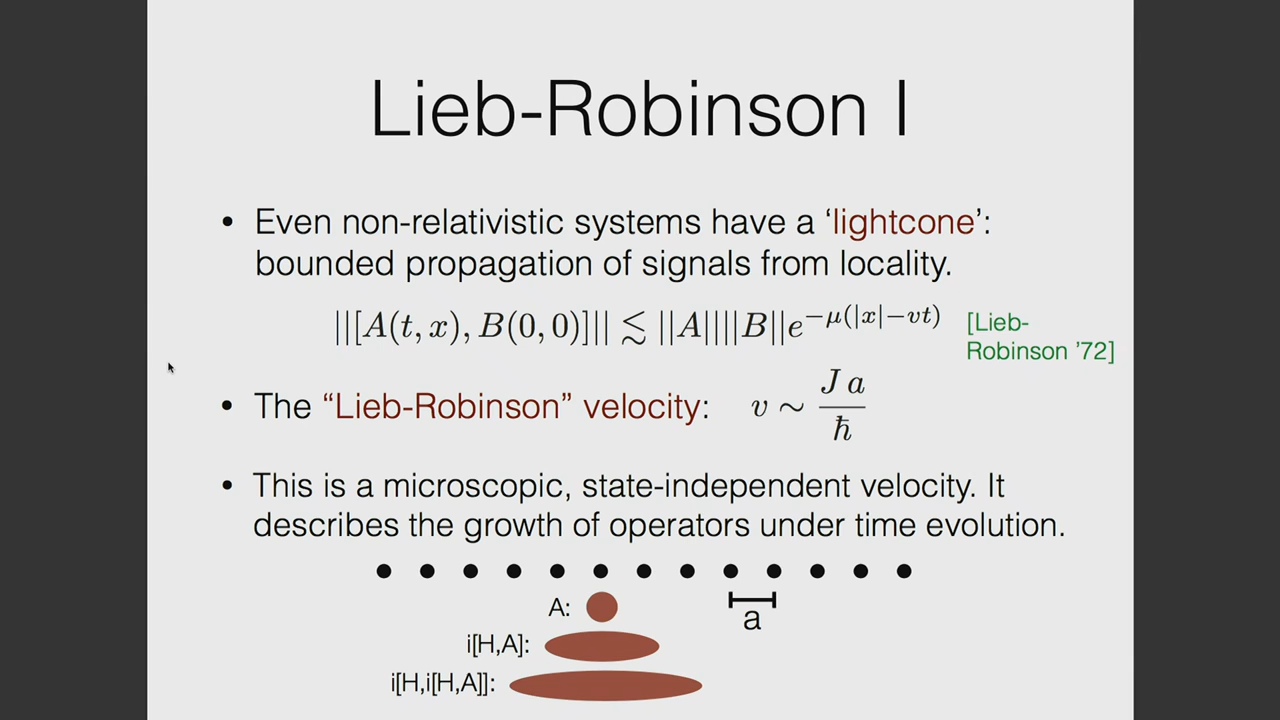 Lieb-Robinson I
• Even non-relativistic systems have a ‘lightcone’:
bounded propagation of signals from locality.
||[A(t, x), B(0, 0)]|| ≲ ||A||||B||e^{−μ(|x|−vt)}
[Lieb-
Robinson ’72]
• The “Lieb-Robinson” velocity: v ∼ \frac{J a}{ħ}
• This is a microscopic, state-independent velocity. It
describes the growth of operators under time evolution.
A:
a
i[H,A]:
i[H,i[H,A]]: